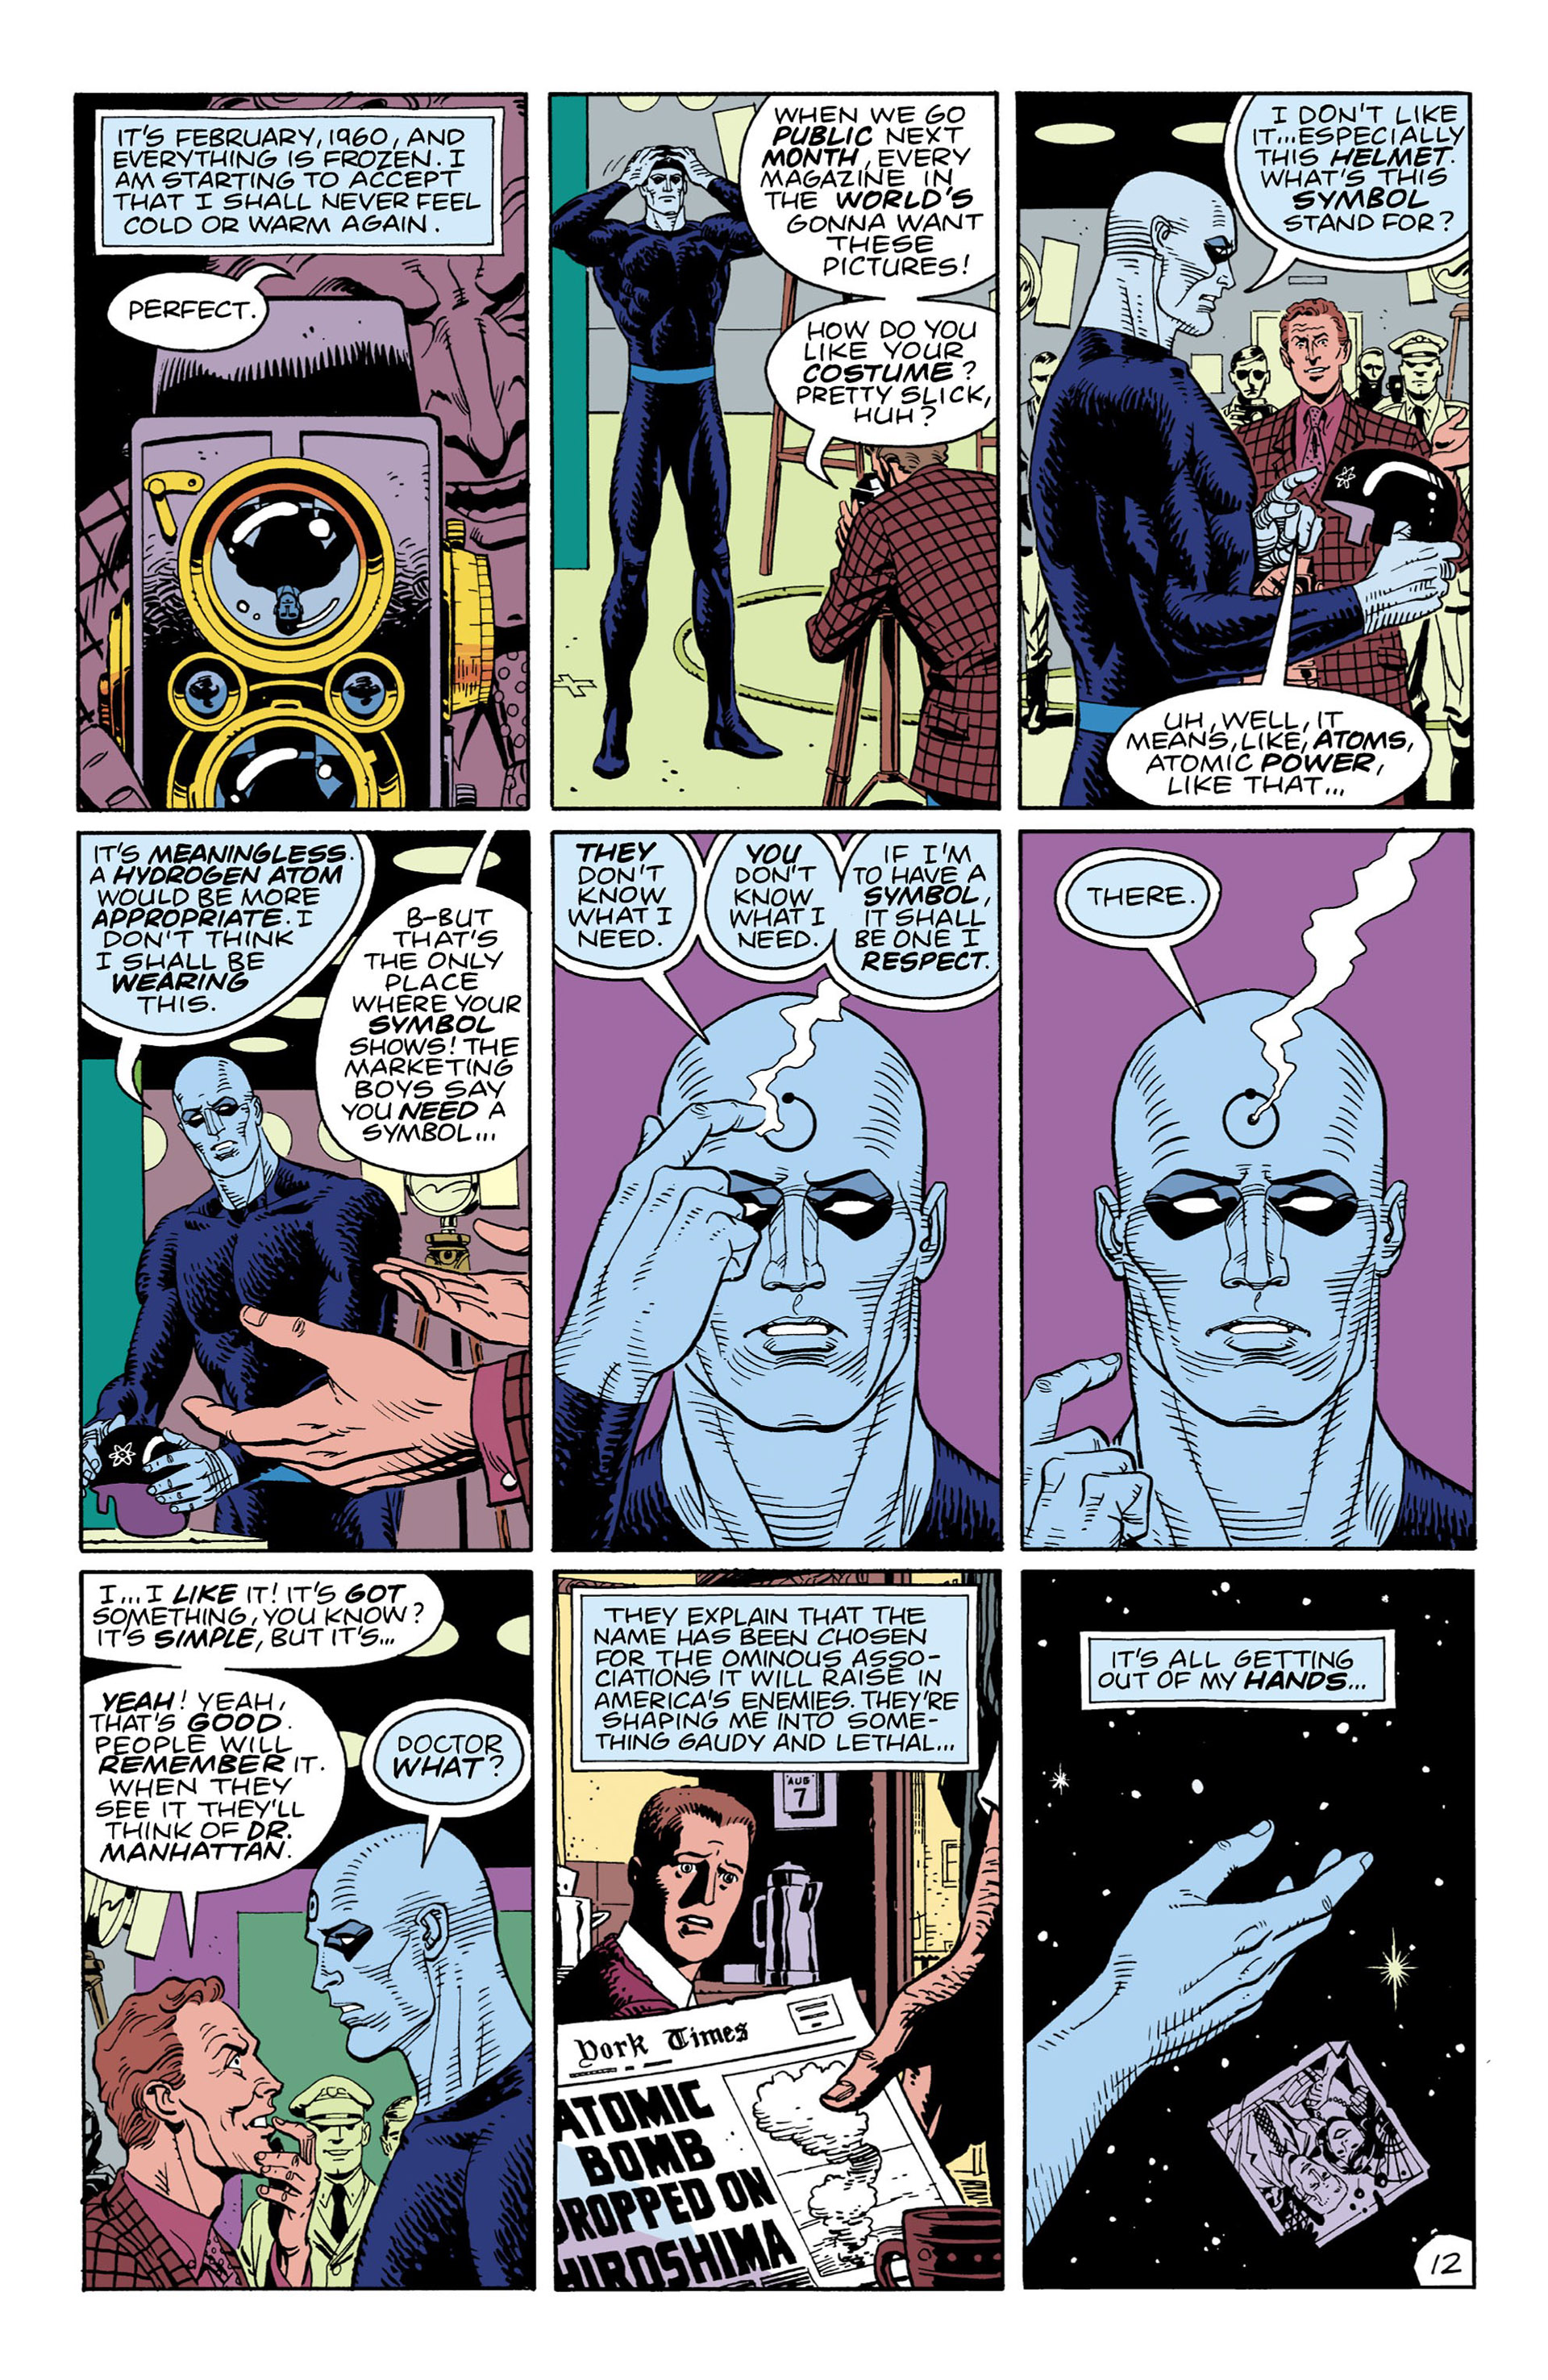 IT'S FEBRUARY, 1960, AND
EVERYTHING IS FROZEN. I
AM STARTING TO ACCEPT
THAT I SHALL NEVER FEEL
COLD OR WARM AGAIN.
PERFECT.
WHEN WE GO
PUBLIC NEXT
MONTH, EVERY
MAGAZINE IN
THE WORLD'S
GONNA WANT
THESE
PICTURES!
HOW DO YOU
LIKE YOUR
COSTUME?
PRETTY SLICK,
HUH?
I DON'T LIKE
IT...ESPECIALLY
THIS HELMET.
WHAT'S THIS
SYMBOL
STAND FOR?
UH, WELL, IT
MEANS, LIKE, ATOMS,
ATOMIC POWER,
LIKE THAT...
IT'S MEANINGLESS.
A HYDROGEN ATOM
WOULD BE MORE
APPROPRIATE. I
DON'T THINK
I SHALL BE
WEARING
THIS.
B-BUT
THAT'S
THE ONLY
PLACE
WHERE YOUR
SYMBOL
SHOWS! THE
MARKETING
BOYS SAY
YOU NEED A
SYMBOL...
THEY
DON'T
KNOW
WHAT I
NEED.
YOU
DON'T
KNOW
WHAT I
NEED.
IF I'M
TO HAVE A
SYMBOL,
IT SHALL
BE ONE I
RESPECT.
THERE.
I...I LIKE IT! IT'S GOT
SOMETHING, YOU KNOW?
IT'S SIMPLE, BUT IT'S...
YEAH! YEAH,
THAT'S GOOD.
PEOPLE WILL
REMEMBER IT.
WHEN THEY
SEE IT THEY'LL
THINK OF DR.
MANHATTAN.
DOCTOR
WHAT?
THEY EXPLAIN THAT THE
NAME HAS BEEN CHOSEN
FOR THE OMINOUS ASSO-
CIATIONS IT WILL RAISE IN
AMERICA'S ENEMIES. THEY'RE
SHAPING ME INTO SOME-
THING GAUDY AND LETHAL...
AUG
7
York Times
ATOMIC
BOMB
DROPPED ON
HIROSHIMA
IT'S ALL GETTING
OUT OF MY HANDS...
12